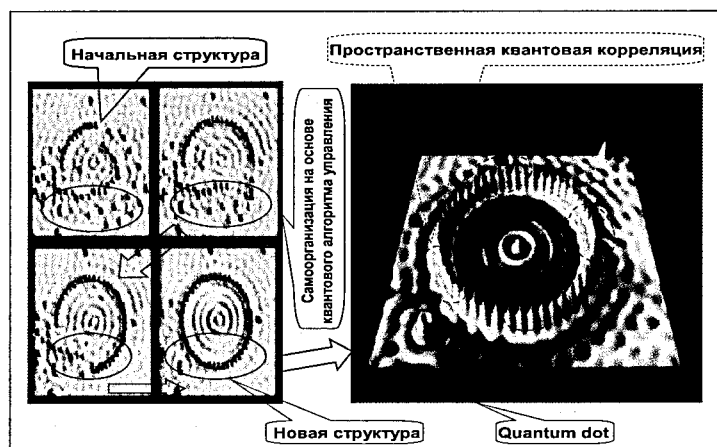 Начальная структура
Пространственная квантовая корреляция
Самоорганизация на основе
квантового алгоритма управления
Новая структура
Quantum dot